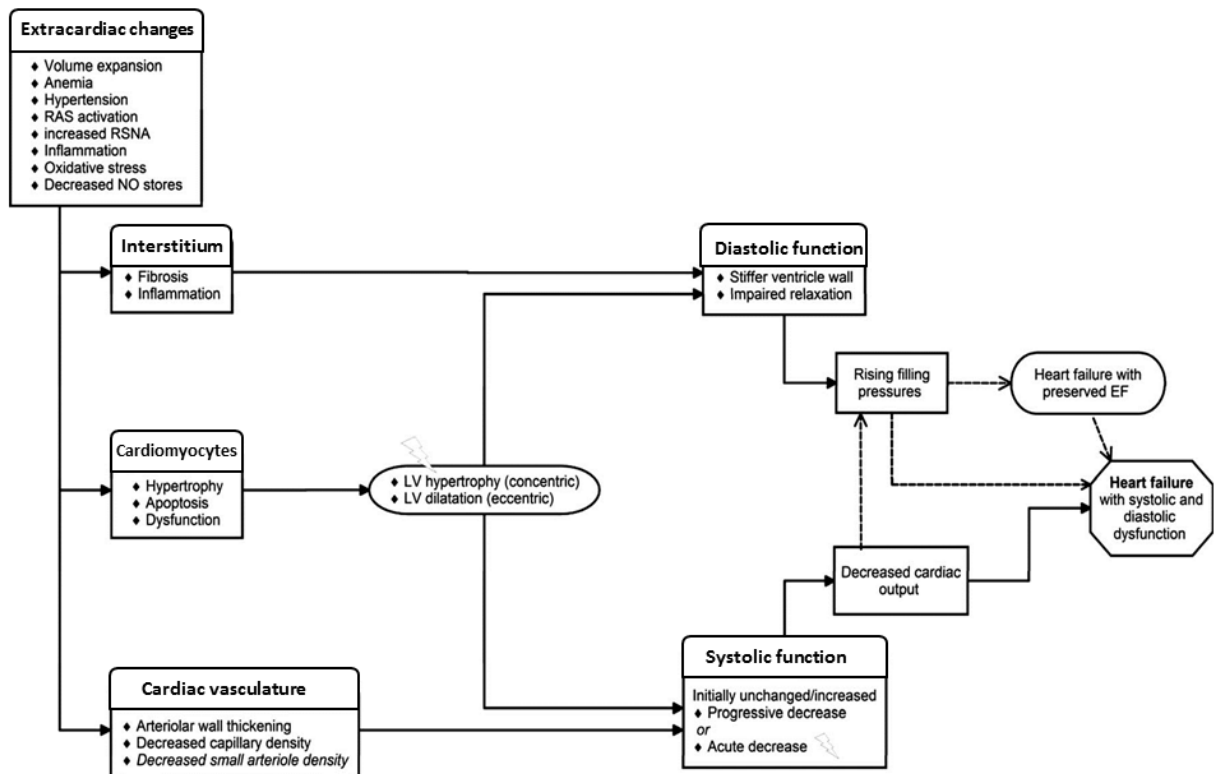 Extracardiac changes
♦ Volume expansion
♦ Anemia
♦ Hypertension
♦ RAS activation
♦ increased RSNA
♦ Inflammation
♦ Oxidative stress
♦ Decreased NO stores
Interstitium
♦ Fibrosis
♦ Inflammation
Diastolic function
♦ Stiffer ventricle wall
♦ Impaired relaxation
Rising filling
pressures
Heart failure with
preserved EF
Cardiomyocytes
♦ Hypertrophy
♦ Apoptosis
♦ Dysfunction
♦ LV hypertrophy (concentric)
♦ LV dilatation (eccentric)
Heart failure
with systolic and
diastolic
dysfunction
Decreased cardiac
output
Cardiac vasculature
♦ Arteriolar wall thickening
♦ Decreased capillary density
♦ Decreased small arteriole density
Systolic function
Initially unchanged/increased
♦ Progressive decrease
or
♦ Acute decrease